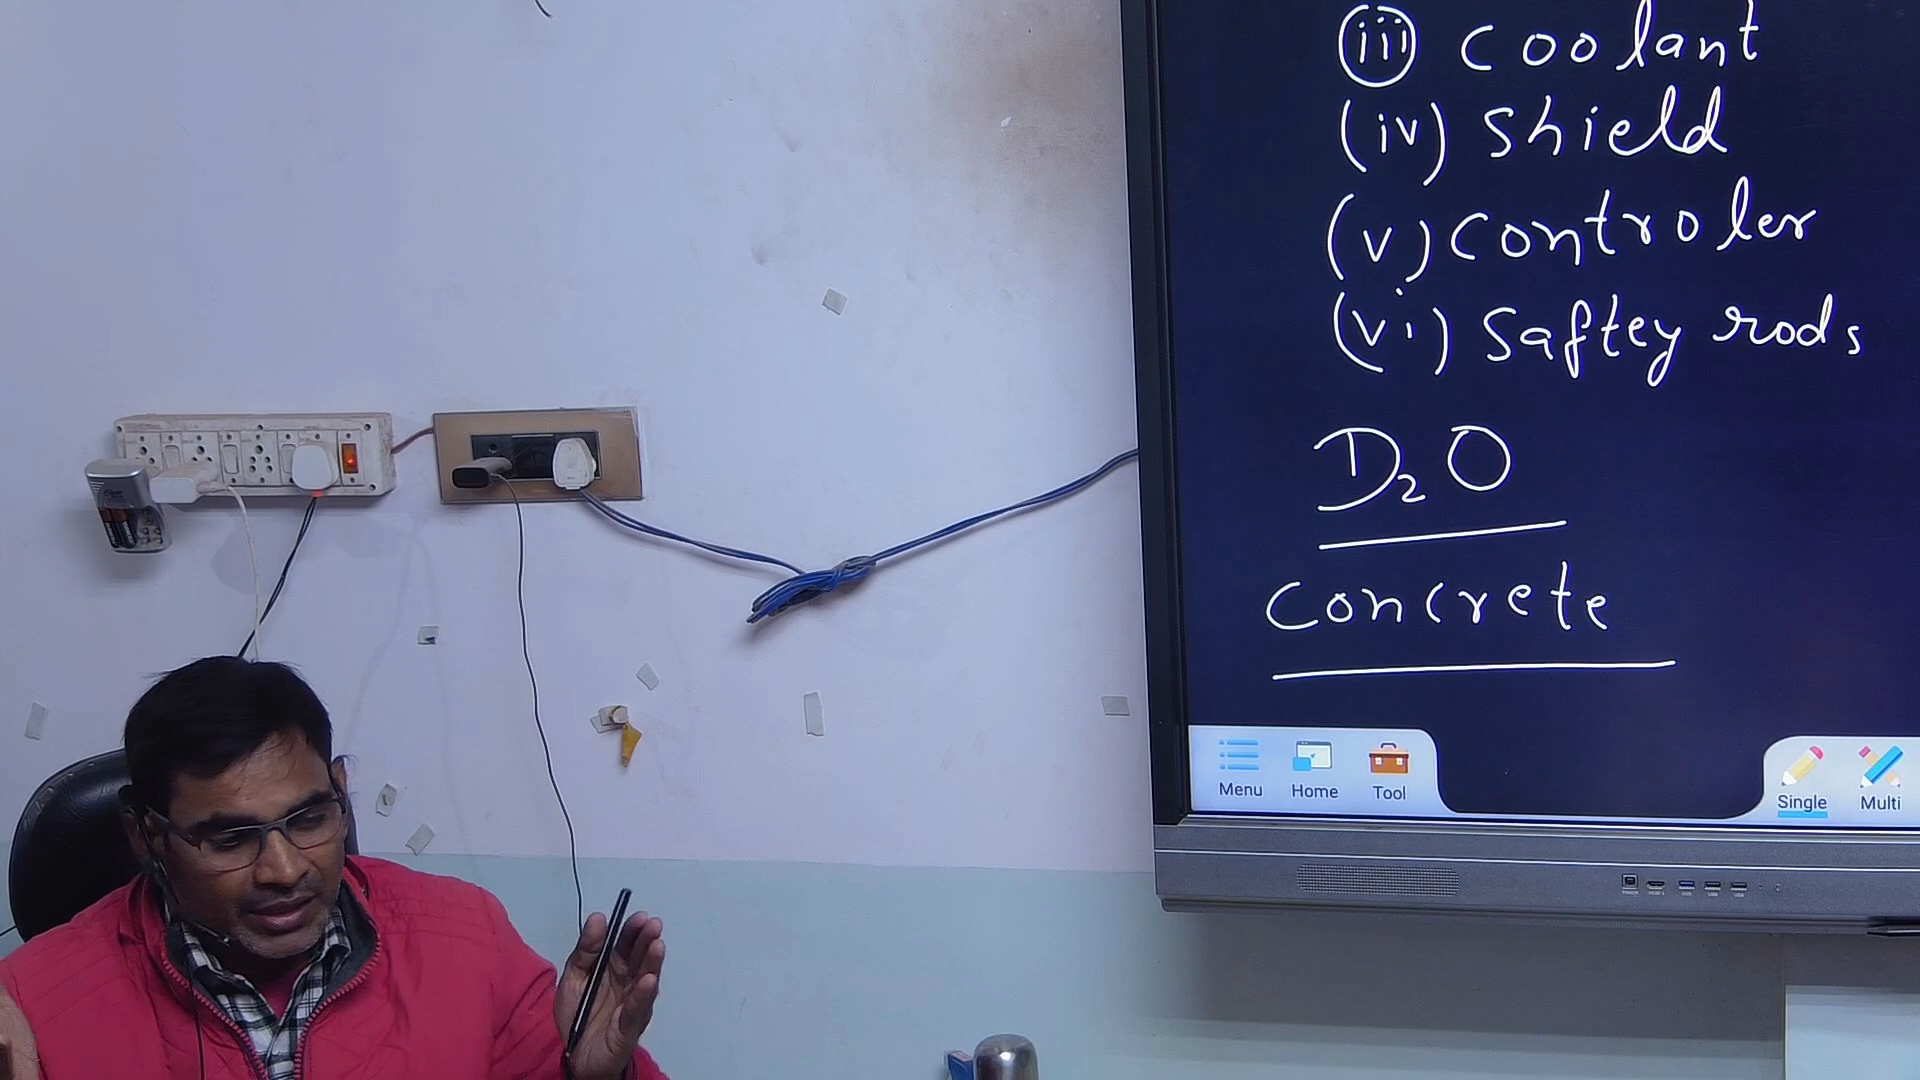 (iii) Coolant
(iv) Shield
(v) Controler
(vi) Saftey rods
D₂O
Concrete
Menu Home Tool
Single Multi